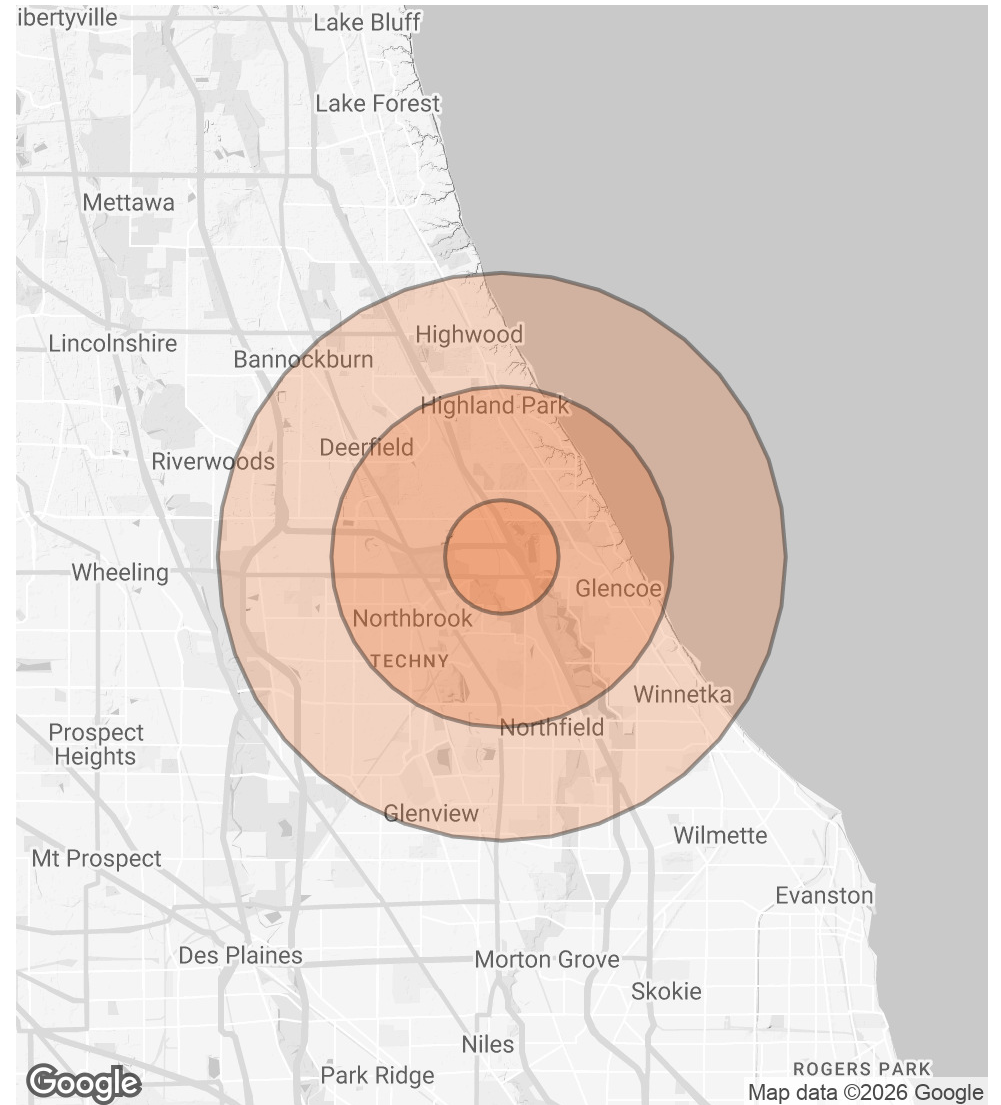 ibertyville
Lake Bluff
Lake Forest
Mettawa
Highwood
Lincolnshire
Bannockburn
Highland Park
Deerfield
Riverwoods
Wheeling
Glencoe
Northbrook
TECHNY
Winnetka
Northfield
Prospect
Heights
Glenview
Wilmette
Mt Prospect
Evanston
Des Plaines
Morton Grove
Skokie
Niles
ROGERS PARK
Park Ridge
Google
Map data ©2026 Google